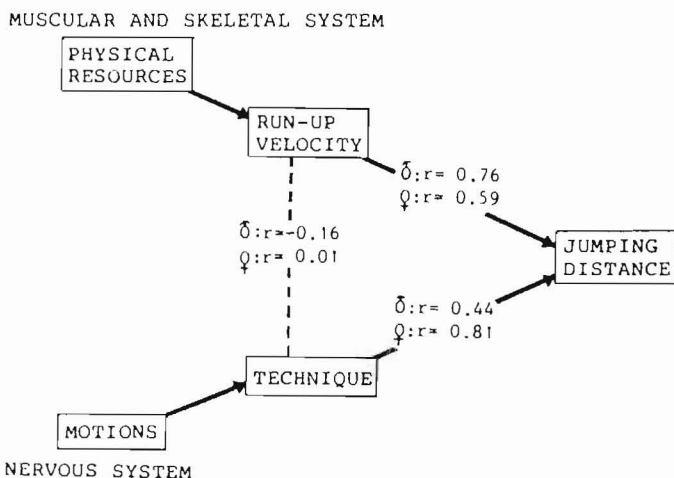 MUSCULAR AND SKELETAL SYSTEM
PHYSICAL
RESOURCES
RUN-UP
VELOCITY
♂:r= 0.76
♀:r= 0.59
♂:r=-0.16
♀:r= 0.01
JUMPING
DISTANCE
♂:r= 0.44
♀:r= 0.81
TECHNIQUE
MOTIONS
NERVOUS SYSTEM